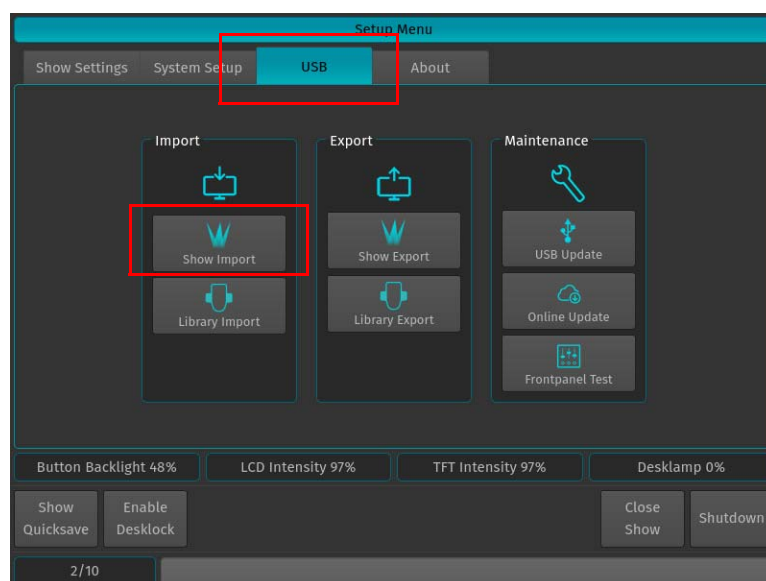 Setup Menu
Show Settings System Setup USB About
Import Export Maintenance
Show Import Show Export USB Update
Library Import Library Export Online Update
Frontpanel Test
Button Backlight 48% LCD Intensity 97% TFT Intensity 97% Desklamp 0%
Show Enable Close
Quicksave Desklock Show Shutdown
2/10